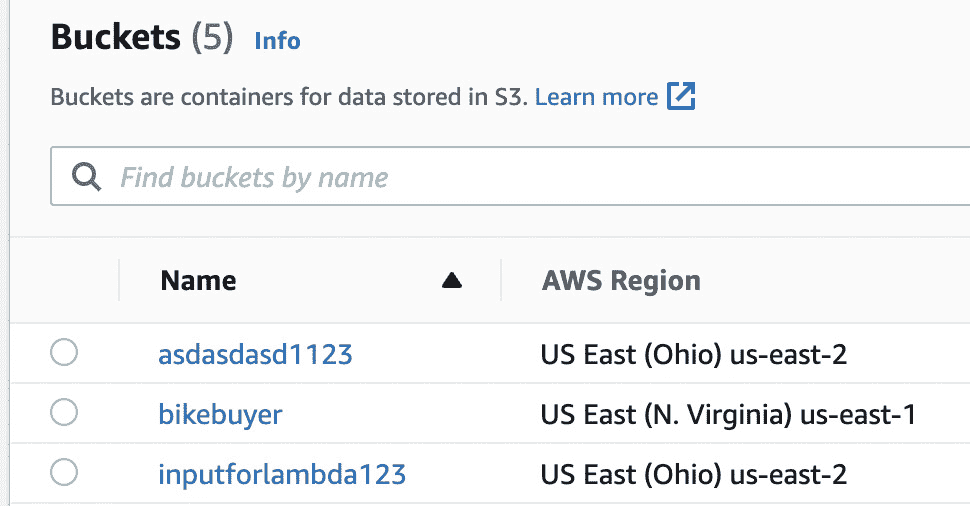 Buckets (5) Info
Buckets are containers for data stored in S3. Learn more
Find buckets by name
Name AWS Region
asdasdasd1123 US East (Ohio) us-east-2
bikebuyer US East (N. Virginia) us-east-1
inputforlambda123 US East (Ohio) us-east-2